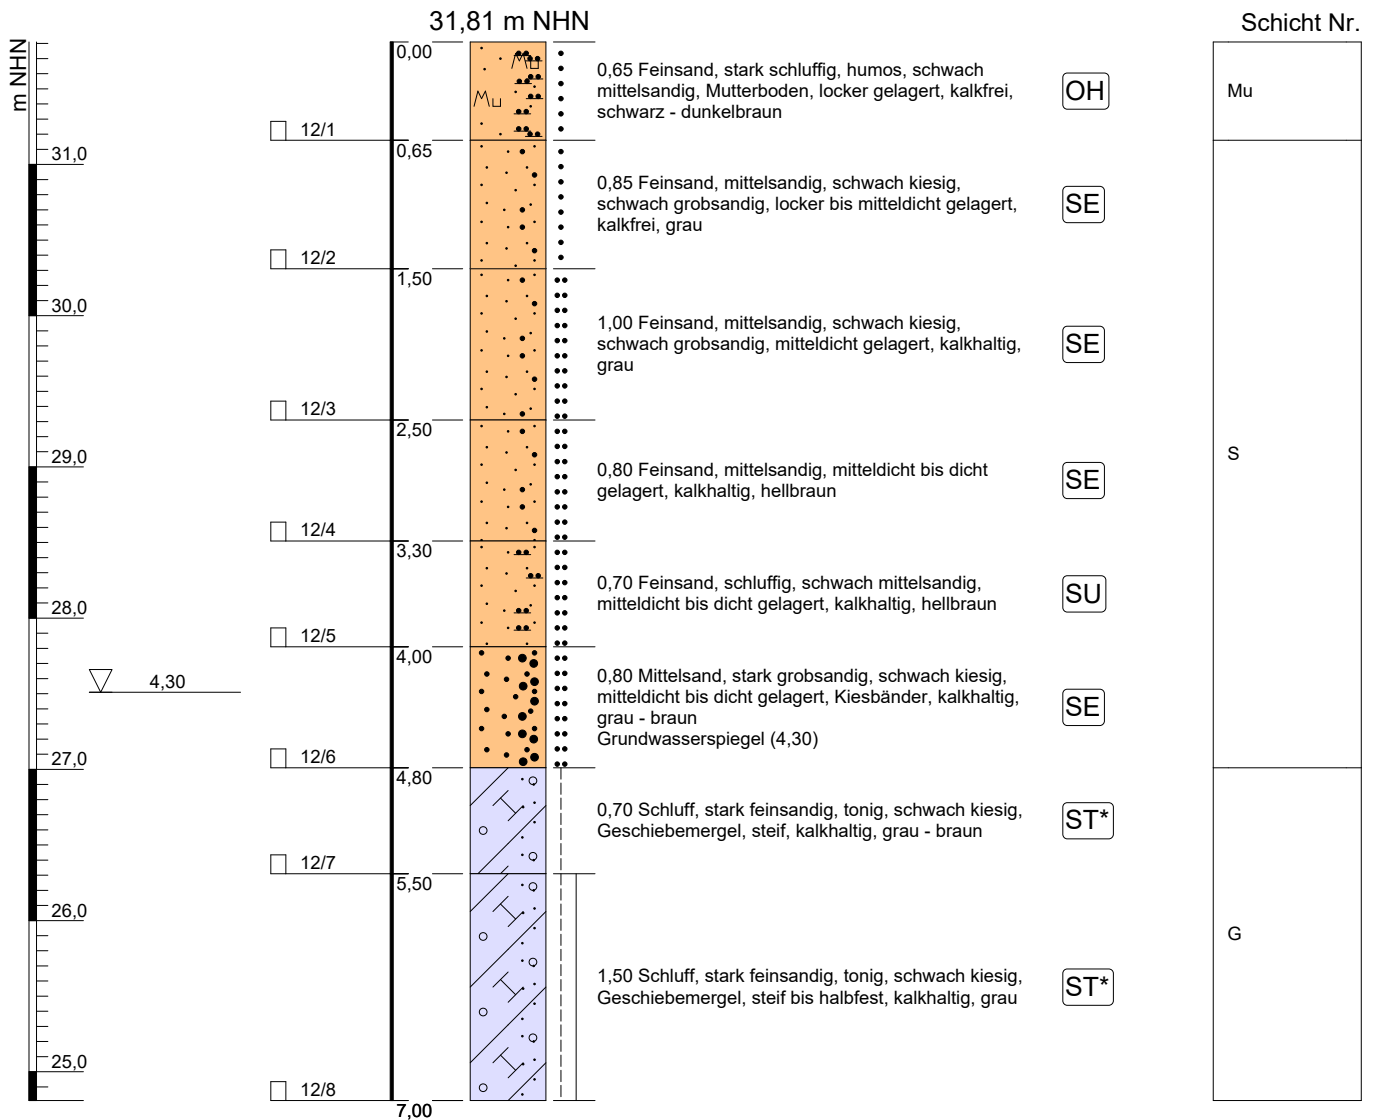 31,81 m NHN
Schicht Nr.
m NHN
0,00
0,65 Feinsand, stark schluffig, humos, schwach
mittelsandig, Mutterboden, locker gelagert, kalkfrei,
schwarz - dunkelbraun
OH
Mu
Mu
Mu
12/1
0,65
31,0
0,85 Feinsand, mittelsandig, schwach kiesig,
schwach grobsandig, locker bis mitteldicht gelagert,
kalkfrei, grau
SE
12/2
1,50
30,0
1,00 Feinsand, mittelsandig, schwach kiesig,
schwach grobsandig, mitteldicht gelagert, kalkhaltig,
grau
SE
12/3
2,50
29,0
0,80 Feinsand, mittelsandig, mitteldicht bis dicht
gelagert, kalkhaltig, hellbraun
SE
S
12/4
3,30
28,0
0,70 Feinsand, schluffig, schwach mittelsandig,
mitteldicht bis dicht gelagert, kalkhaltig, hellbraun
SU
12/5
4,00
4,30
0,80 Mittelsand, stark grobsandig, schwach kiesig,
mitteldicht bis dicht gelagert, Kiesbänder, kalkhaltig,
grau - braun
Grundwasserspiegel (4,30)
SE
12/6
27,0
4,80
0,70 Schluff, stark feinsandig, tonig, schwach kiesig,
Geschiebemergel, steif, kalkhaltig, grau - braun
ST*
12/7
5,50
26,0
G
1,50 Schluff, stark feinsandig, tonig, schwach kiesig,
Geschiebemergel, steif bis halbfest, kalkhaltig, grau
ST*
25,0
12/8
7,00